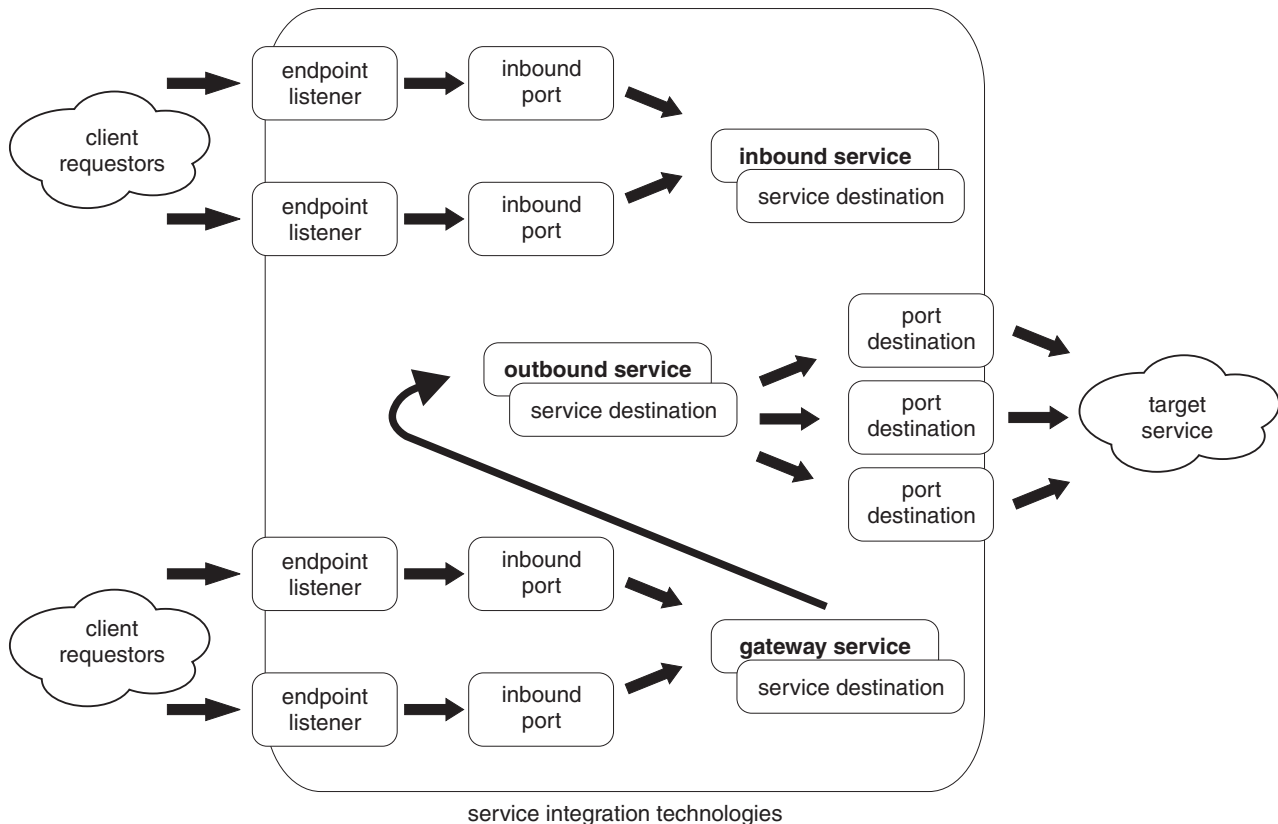 endpoint
listener
inbound
port
client
requestors
inbound service
service destination
endpoint
listener
inbound
port
port
destination
outbound service
service destination
port
destination
target
service
port
destination
endpoint
listener
inbound
port
client
requestors
gateway service
service destination
endpoint
listener
inbound
port
service integration technologies